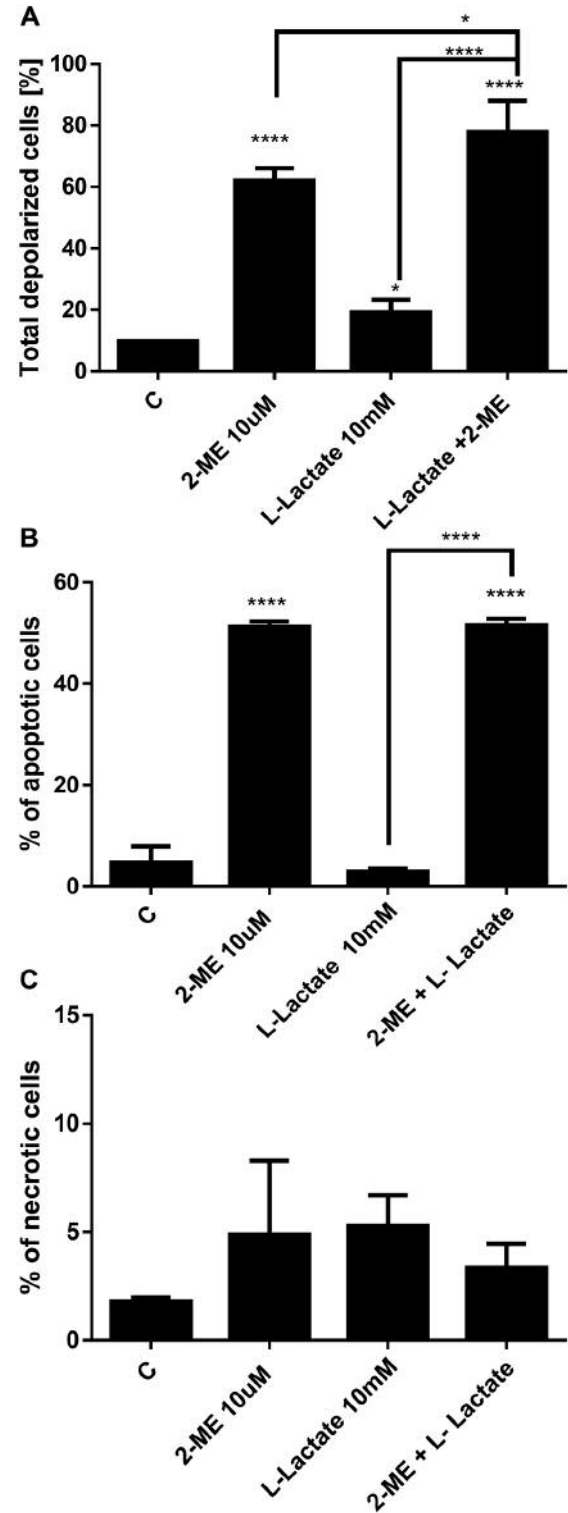 A
Total depolarized cells [%]
100
80
60
40
20
0
****
*
****
*
****
C
2-ME 10uM
L-Lactate 10mM
L-Lactate +2-ME
B
% of apoptotic cells
60
40
20
0
****
****
****
C
2-ME 10uM
L-Lactate 10mM
2-ME + L- Lactate
C
% of necrotic cells
15
10
5
0
C
2-ME 10uM
L-Lactate 10mM
2-ME + L- Lactate